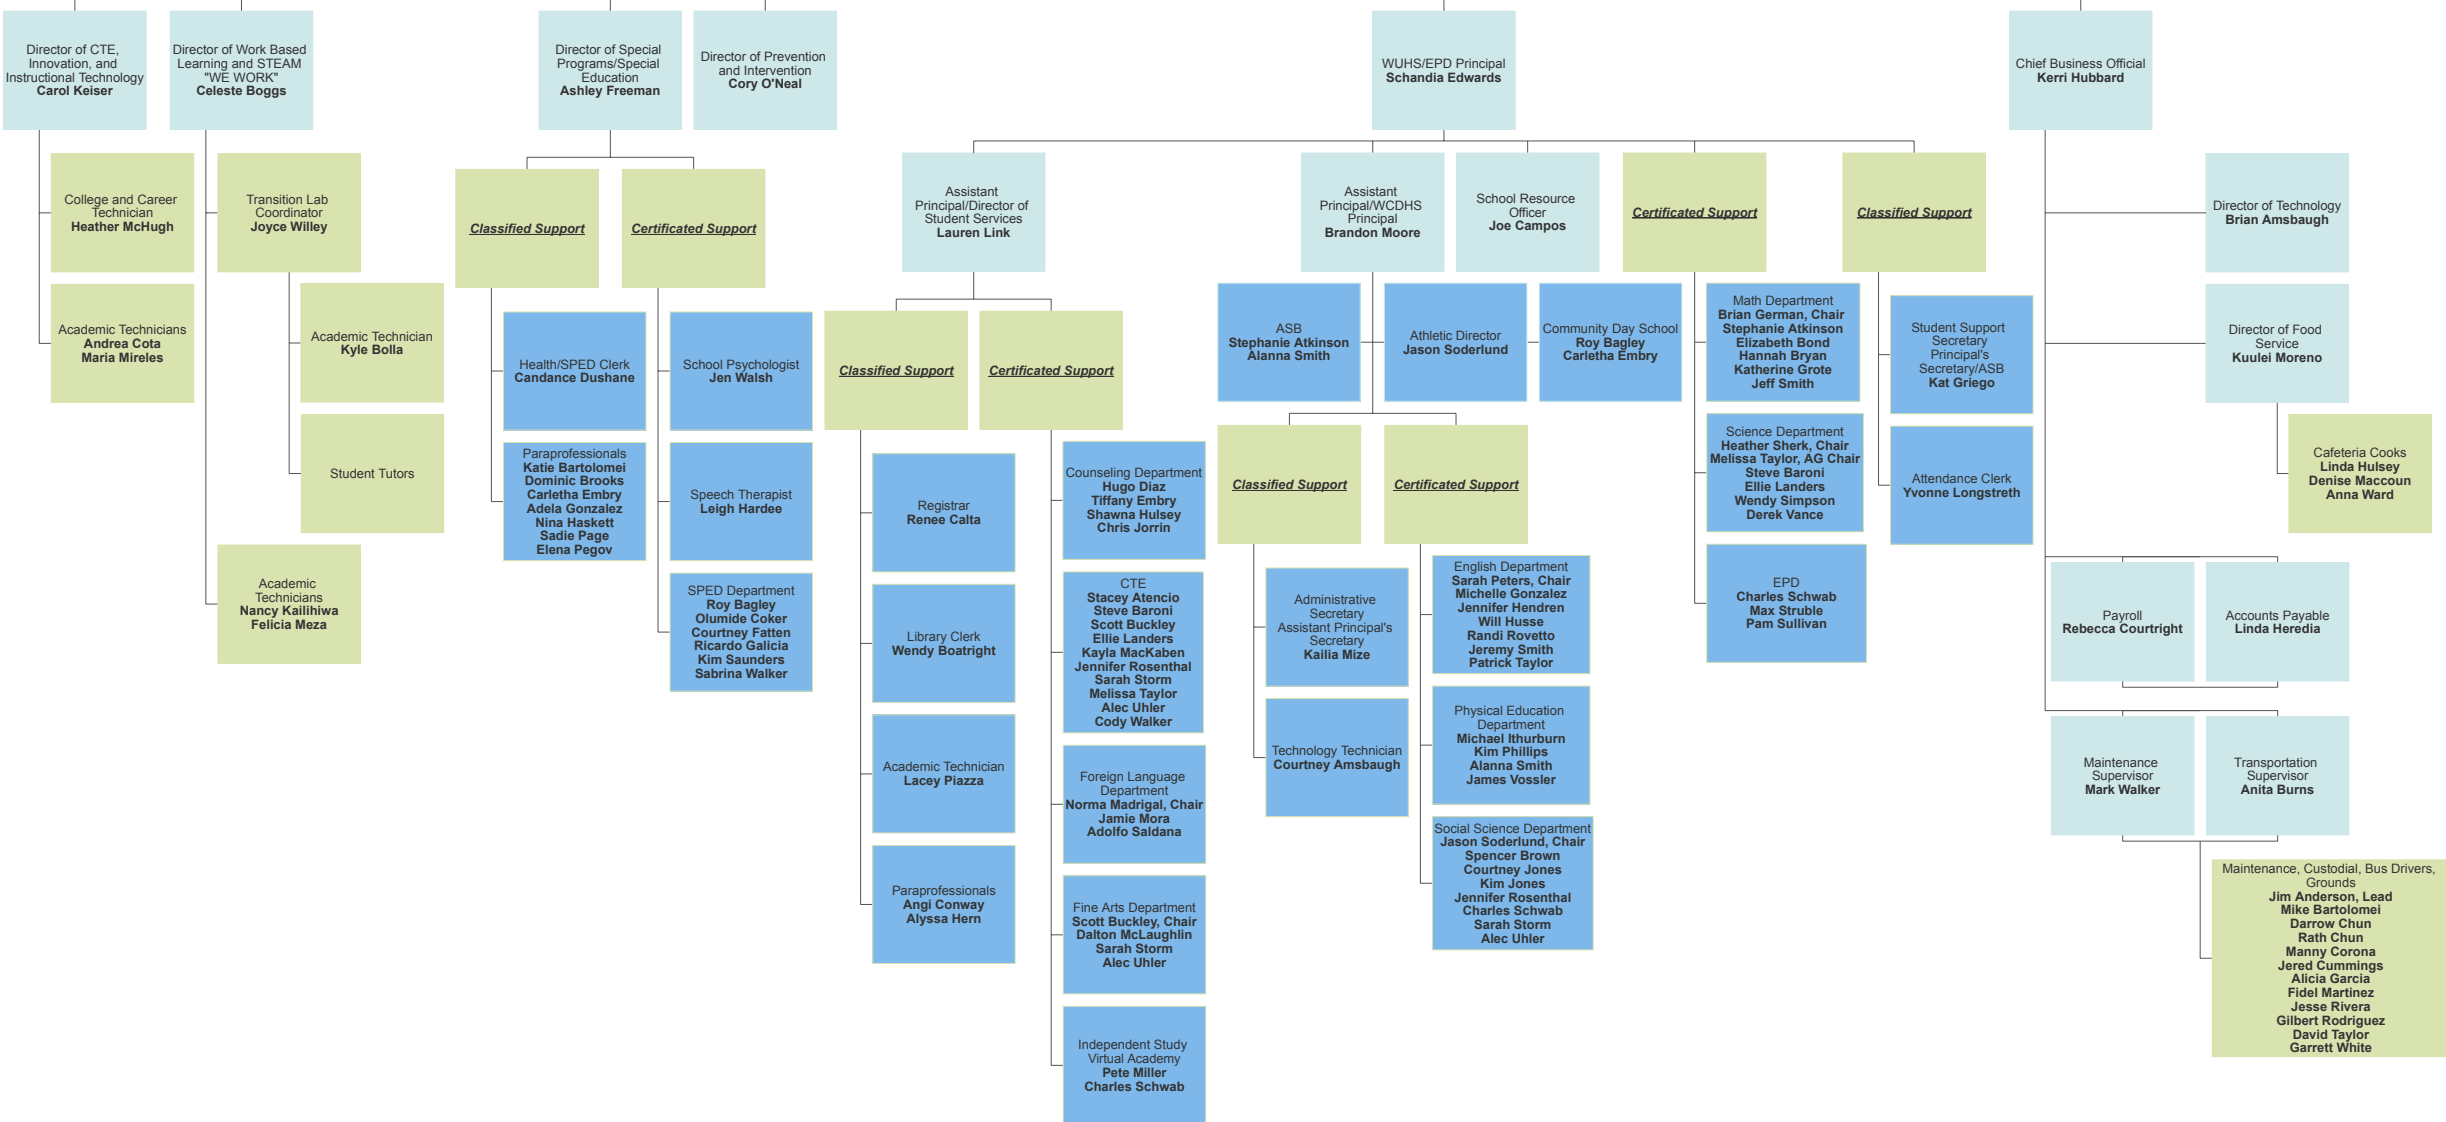 Director of CTE,
Innovation, and
Instructional Technology
Carol Keiser
Director of Work Based
Learning and STEAM
"WE WORK"
Celeste Boggs
Director of Special
Programs/Special
Education
Ashley Freeman
Director of Prevention
and Intervention
Cory O'Neal
WUHS/EPD Principal
Schandia Edwards
Chief Business Official
Kerri Hubbard
College and Career
Technician
Heather McHugh
Academic Technicians
Andrea Cota
Maria Mireles
Transition Lab
Coordinator
Joyce Willey
Academic Technician
Kyle Bolla
Student Tutors
Academic
Technicians
Nancy Kailihiwa
Felicia Meza
Classified Support
Certificated Support
Health/SPED Clerk
Candance Dushane
Paraprofessionals
Katie Bartolomei
Dominic Brooks
Carletha Embry
Adela Gonzalez
Nina Haskett
Sadie Page
Elena Pegov
School Psychologist
Jen Walsh
Speech Therapist
Leigh Hardee
SPED Department
Roy Bagley
Olumide Coker
Courtney Fatten
Ricardo Galicia
Kim Saunders
Sabrina Walker
Assistant
Principal/Director of
Student Services
Lauren Link
Classified Support
Certificated Support
Registrar
Renee Calta
Library Clerk
Wendy Boatright
Academic Technician
Lacey Piazza
Paraprofessionals
Angi Conway
Alyssa Hern
Counseling Department
Hugo Diaz
Tiffany Embry
Shawna Hulsey
Chris Jorrin
CTE
Stacey Atencio
Steve Baroni
Scott Buckley
Ellie Landers
Kayla MacKaben
Jennifer Rosenthal
Sarah Storm
Melissa Taylor
Alec Uhler
Cody Walker
Foreign Language
Department
Norma Madrigal, Chair
Jamie Mora
Adolfo Saldana
Fine Arts Department
Scott Buckley, Chair
Dalton McLaughlin
Sarah Storm
Alec Uhler
Independent Study
Virtual Academy
Pete Miller
Charles Schwab
Assistant
Principal/WCDHS
Principal
Brandon Moore
School Resource
Officer
Joe Campos
Certificated Support
Classified Support
ASB
Stephanie Atkinson
Alanna Smith
Athletic Director
Jason Soderlund
Community Day School
Roy Bagley
Carletha Embry
Classified Support
Certificated Support
Administrative
Secretary
Assistant Principal's
Secretary
Kailia Mize
Technology Technician
Courtney Amsbaugh
English Department
Sarah Peters, Chair
Michelle Gonzalez
Jennifer Hendren
Will Husse
Randi Rovetto
Jeremy Smith
Patrick Taylor
Physical Education
Department
Michael Ithurburn
Kim Phillips
Alanna Smith
James Vossler
Social Science Department
Jason Soderlund, Chair
Spencer Brown
Courtney Jones
Kim Jones
Jennifer Rosenthal
Charles Schwab
Sarah Storm
Alec Uhler
Math Department
Brian German, Chair
Stephanie Atkinson
Elizabeth Bond
Hannah Bryan
Katherine Grote
Jeff Smith
Science Department
Heather Sherk, Chair
Melissa Taylor, AG Chair
Steve Baroni
Ellie Landers
Wendy Simpson
Derek Vance
EPD
Charles Schwab
Max Struble
Pam Sullivan
Student Support
Secretary
Principal's
Secretary/ASB
Kat Griego
Attendance Clerk
Yvonne Longstreth
Director of Technology
Brian Amsbaugh
Director of Food
Service
Kuulei Moreno
Cafeteria Cooks
Linda Hulsey
Denise Maccoun
Anna Ward
Payroll
Rebecca Courtright
Accounts Payable
Linda Heredia
Maintenance
Supervisor
Mark Walker
Transportation
Supervisor
Anita Burns
Maintenance, Custodial, Bus Drivers,
Grounds
Jim Anderson, Lead
Mike Bartolomei
Darrow Chun
Rath Chun
Manny Corona
Jered Cummings
Alicia Garcia
Fidel Martinez
Jesse Rivera
Gilbert Rodriguez
David Taylor
Garrett White